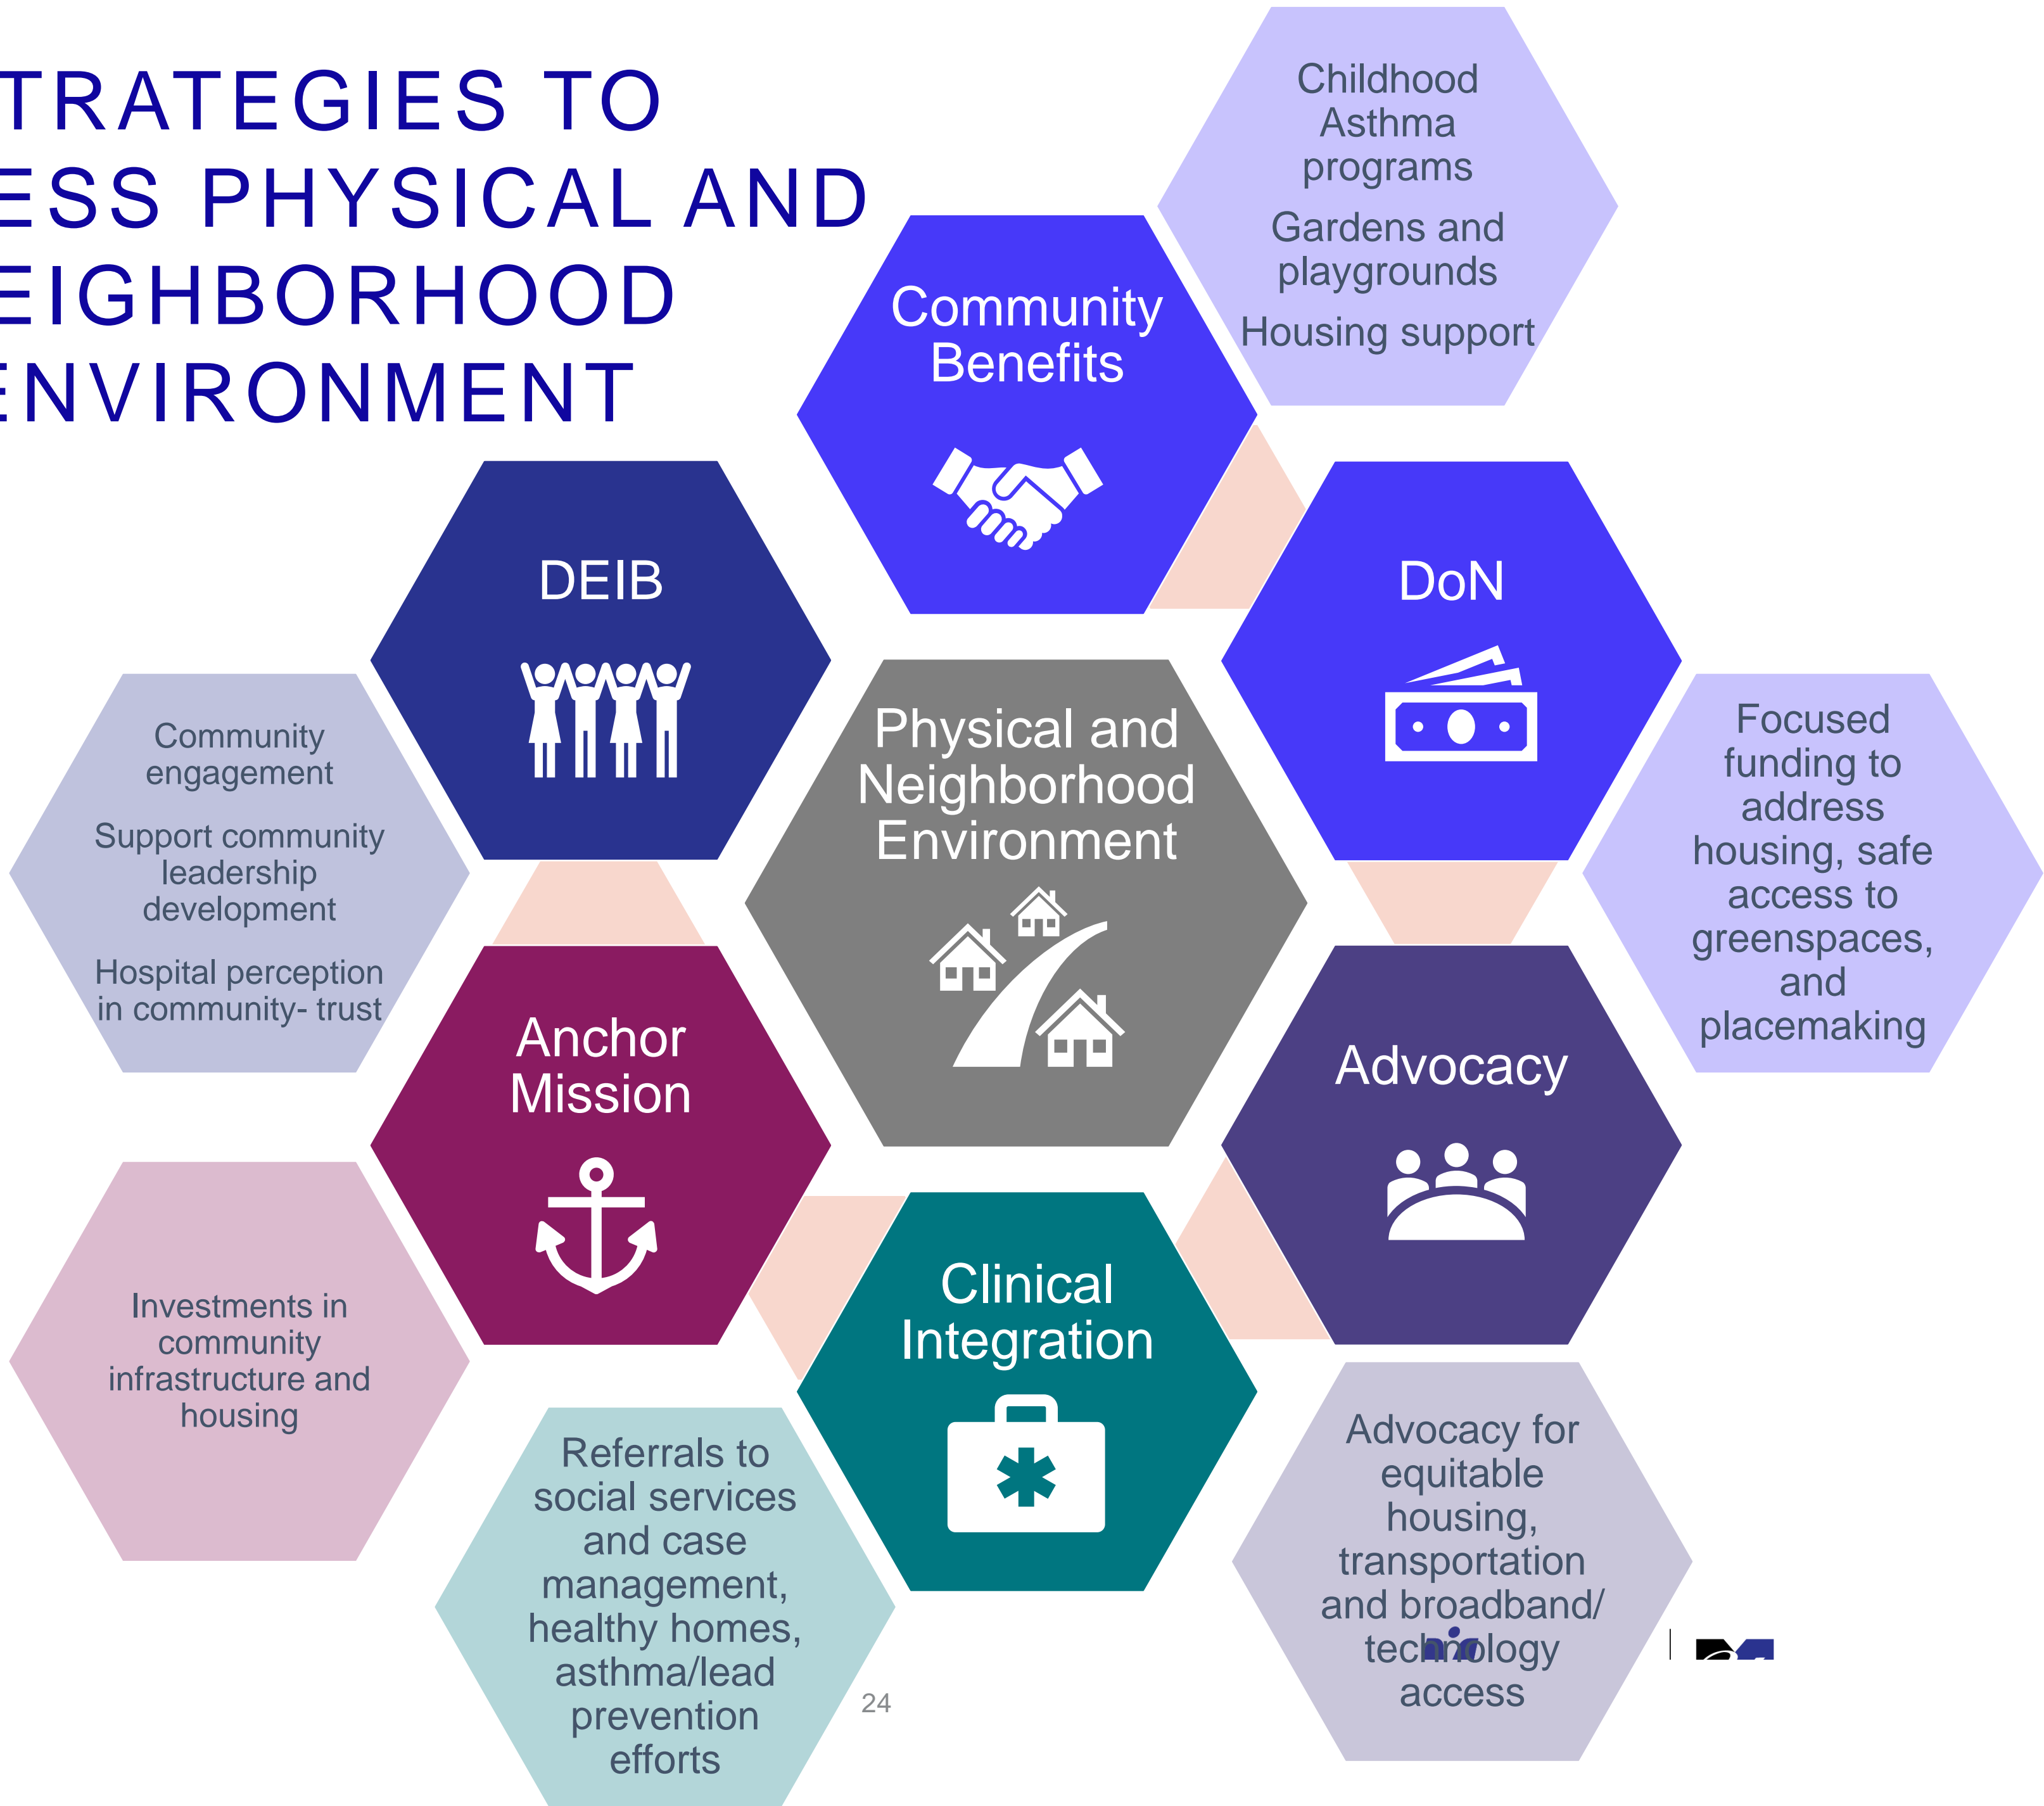 TRATEGIES TO
ESS PHYSICAL AND
EIGHBORHOOD
ENVIRONMENT
Childhood
Asthma
programs
Gardens and
playgrounds
Housing support
Community
Benefits
DEIB
DoN
Community
engagement
Support community
leadership
development
Hospital perception
in community- trust
Physical and
Neighborhood
Environment
Focused
funding to
address
housing, safe
access to
greenspaces,
and
placemaking
Anchor
Mission
Advocacy
Investments in
community
infrastructure and
housing
Clinical
Integration
Referrals to
social services
and case
management,
healthy homes,
asthma/lead
prevention
efforts
Advocacy for
equitable
housing,
transportation
and broadband/
technology
access
24